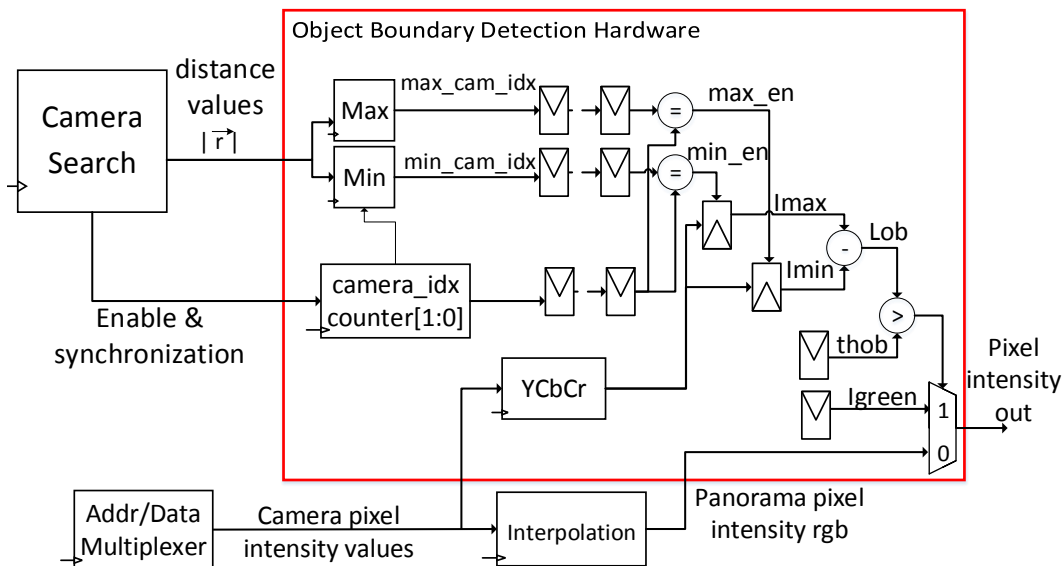 Object Boundary Detection Hardware
distance
values
| r |
Camera
Search
Max
max_cam_idx
=
max_en
Min
min_cam_idx
=
min_en
Imax
-
Lob
Imin
camera_idx
counter[1:0]
Enable &
synchronization
>
thob
YCbCr
Igreen
1
0
Pixel
intensity
out
Addr/Data
Multiplexer
Camera pixel
intensity values
Interpolation
Panorama pixel
intensity rgb